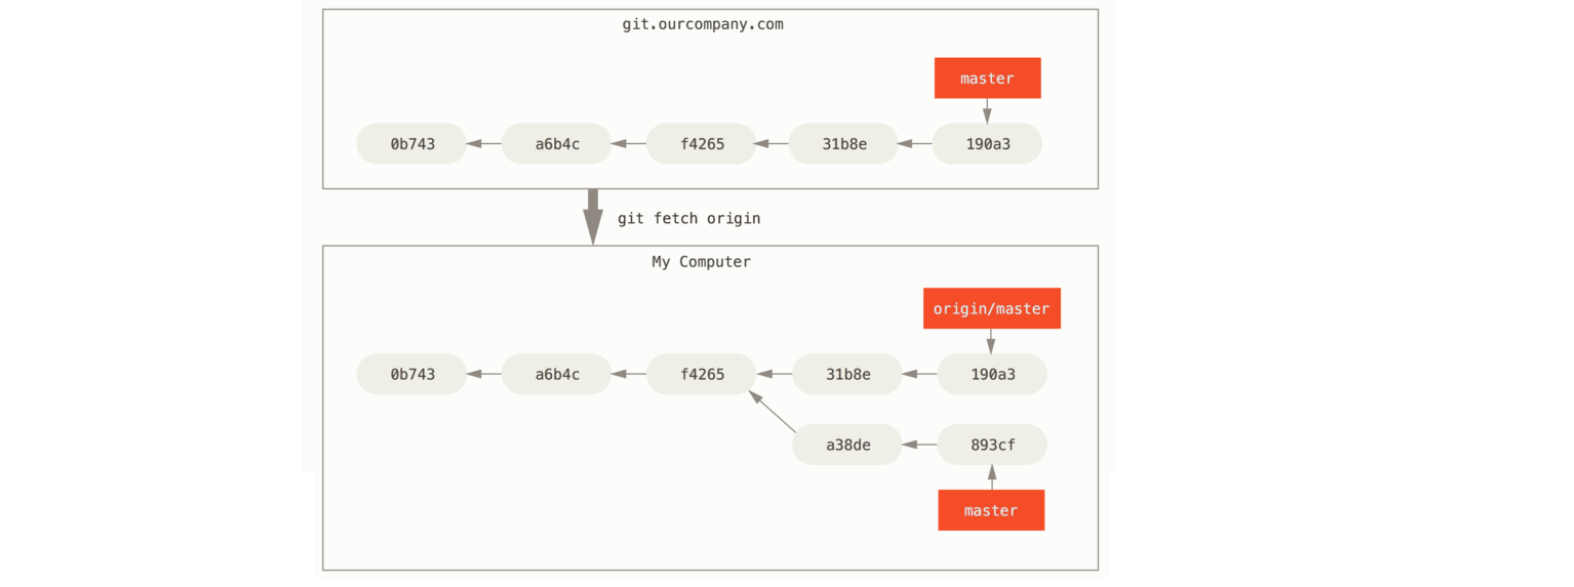 git.ourcompany.com
master
0b743 a6b4c f4265 31b8e 190a3
git fetch origin
My Computer
origin/master
0b743 a6b4c f4265 31b8e 190a3
a38de 893cf
master